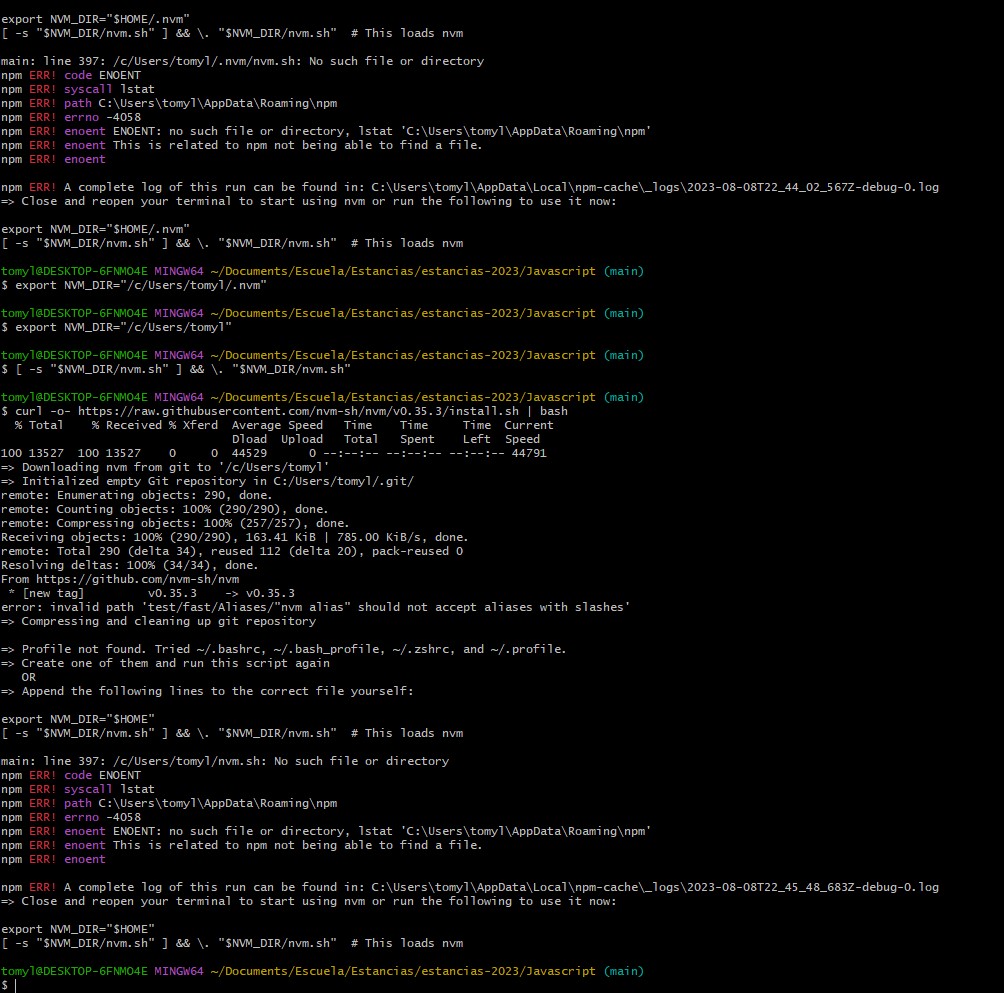 export NVM_DIR="$HOME/.nvm"
[ -s "$NVM_DIR/nvm.sh" ] && \. "$NVM_DIR/nvm.sh"  # This loads nvm
main: line 397: /c/Users/tomyl/.nvm/nvm.sh: No such file or directory
npm ERR! code ENOENT
npm ERR! syscall lstat
npm ERR! path C:\Users\tomyl\AppData\Roaming\npm
npm ERR! errno -4058
npm ERR! enoent ENOENT: no such file or directory, lstat 'C:\Users\tomyl\AppData\Roaming\npm'
npm ERR! enoent This is related to npm not being able to find a file.
npm ERR! enoent
npm ERR! A complete log of this run can be found in: C:\Users\tomyl\AppData\Local\npm-cache\_logs\2023-08-08T22_44_02_567Z-debug-0.log
=> Close and reopen your terminal to start using nvm or run the following to use it now:
export NVM_DIR="$HOME/.nvm"
[ -s "$NVM_DIR/nvm.sh" ] && \. "$NVM_DIR/nvm.sh"  # This loads nvm
tomyl@DESKTOP-6FNMO4E MINGW64 ~/Documents/Escuela/Estancias/estancias-2023/Javascript (main)
$ export NVM_DIR="/c/Users/tomyl/.nvm"
tomyl@DESKTOP-6FNMO4E MINGW64 ~/Documents/Escuela/Estancias/estancias-2023/Javascript (main)
$ export NVM_DIR="/c/Users/tomyl"
tomyl@DESKTOP-6FNMO4E MINGW64 ~/Documents/Escuela/Estancias/estancias-2023/Javascript (main)
$ [ -s "$NVM_DIR/nvm.sh" ] && \. "$NVM_DIR/nvm.sh"
tomyl@DESKTOP-6FNMO4E MINGW64 ~/Documents/Escuela/Estancias/estancias-2023/Javascript (main)
$ curl -o- https://raw.githubusercontent.com/nvm-sh/nvm/v0.35.3/install.sh | bash
  % Total    % Received % Xferd  Average Speed   Time    Time     Time  Current
                                 Dload  Upload   Total   Spent    Left  Speed
100 13527  100 13527    0     0  44529      0 --:--:-- --:--:-- --:--:-- 44791
=> Downloading nvm from git to '/c/Users/tomyl'
=> Initialized empty Git repository in C:/Users/tomyl/.git/
remote: Enumerating objects: 290, done.
remote: Counting objects: 100% (290/290), done.
remote: Compressing objects: 100% (257/257), done.
Receiving objects: 100% (290/290), 163.41 KiB | 785.00 KiB/s, done.
remote: Total 290 (delta 34), reused 112 (delta 20), pack-reused 0
Resolving deltas: 100% (34/34), done.
From https://github.com/nvm-sh/nvm
 * [new tag]         v0.35.3    -> v0.35.3
error: invalid path 'test/fast/Aliases/"nvm alias" should not accept aliases with slashes'
=> Compressing and cleaning up git repository
=> Profile not found. Tried ~/.bashrc, ~/.bash_profile, ~/.zshrc, and ~/.profile.
=> Create one of them and run this script again
   OR
=> Append the following lines to the correct file yourself:
export NVM_DIR="$HOME"
[ -s "$NVM_DIR/nvm.sh" ] && \. "$NVM_DIR/nvm.sh"  # This loads nvm
main: line 397: /c/Users/tomyl/nvm.sh: No such file or directory
npm ERR! code ENOENT
npm ERR! syscall lstat
npm ERR! path C:\Users\tomyl\AppData\Roaming\npm
npm ERR! errno -4058
npm ERR! enoent ENOENT: no such file or directory, lstat 'C:\Users\tomyl\AppData\Roaming\npm'
npm ERR! enoent This is related to npm not being able to find a file.
npm ERR! enoent
npm ERR! A complete log of this run can be found in: C:\Users\tomyl\AppData\Local\npm-cache\_logs\2023-08-08T22_45_48_683Z-debug-0.log
=> Close and reopen your terminal to start using nvm or run the following to use it now:
export NVM_DIR="$HOME"
[ -s "$NVM_DIR/nvm.sh" ] && \. "$NVM_DIR/nvm.sh"  # This loads nvm
tomyl@DESKTOP-6FNMO4E MINGW64 ~/Documents/Escuela/Estancias/estancias-2023/Javascript (main)
$